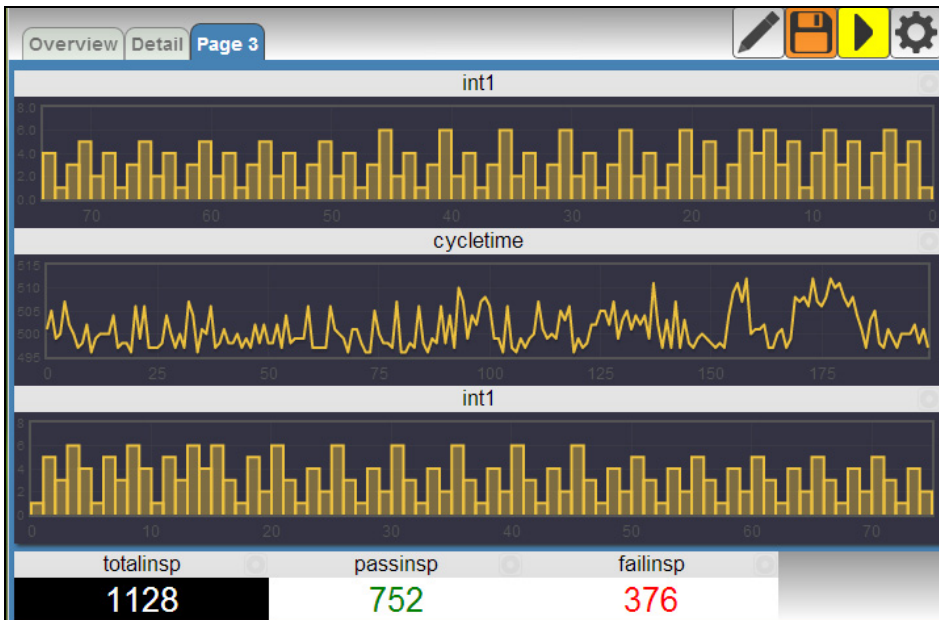 Overview Detail Page 3
int1
8.0
6.0
4.0
2.0
0.0
70 60 50 40 30 20 10 0
cycletime
515
510
505
500
495
0 25 50 75 100 125 150 175
int1
8
6
4
2
0
0 10 20 30 40 50 60 70
totalinsp passinsp failinsp
1128 752 376